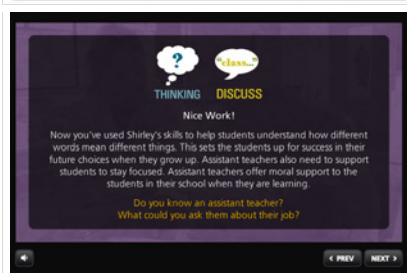 ?
"class..."
THINKING
DISCUSS
Nice Work!
Now you've used Shirley's skills to help students understand how different
words mean different things. This sets the students up for success in their
future choices when they grow up. Assistant teachers also need to support
students to stay focused. Assistant teachers offer moral support to the
students in their school when they are learning.
Do you know an assistant teacher?
What could you ask them about their job?
< PREV
NEXT >